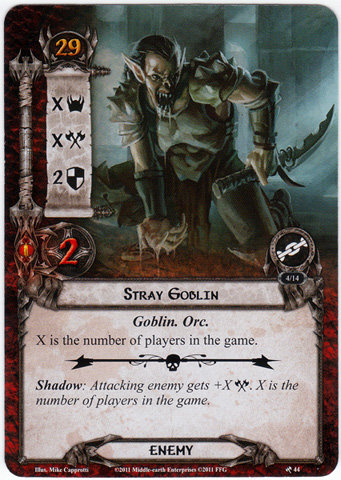 29
X
X
2
2
4/14
STRAY GOBLIN
Goblin. Orc.
X is the number of players in the game.
Shadow: Attacking enemy gets +X. X is the
number of players in the game.
ENEMY
Illus. Mike Capprotti
©2011 Middle-earth Enterprises ©2011 FFG
44